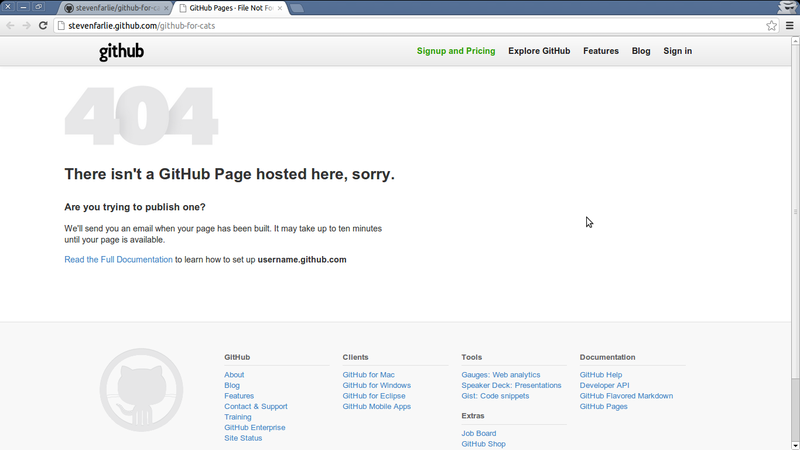 stevenfarlie/github-for-ca
GitHub Pages - File Not Fo
stevenfarlie.github.com/github-for-cats
github
Signup and Pricing Explore GitHub Features Blog Sign in
404
There isn't a GitHub Page hosted here, sorry.
Are you trying to publish one?
We'll send you an email when your page has been built. It may take up to ten minutes
until your page is available.
Read the Full Documentation to learn how to set up username.github.com
GitHub
About
Blog
Features
Contact & Support
Training
GitHub Enterprise
Site Status
Clients
GitHub for Mac
GitHub for Windows
GitHub for Eclipse
GitHub Mobile Apps
Tools
Gauges: Web analytics
Speaker Deck: Presentations
Gist: Code snippets
Extras
Job Board
GitHub Shop
Documentation
GitHub Help
Developer API
GitHub Flavored Markdown
GitHub Pages